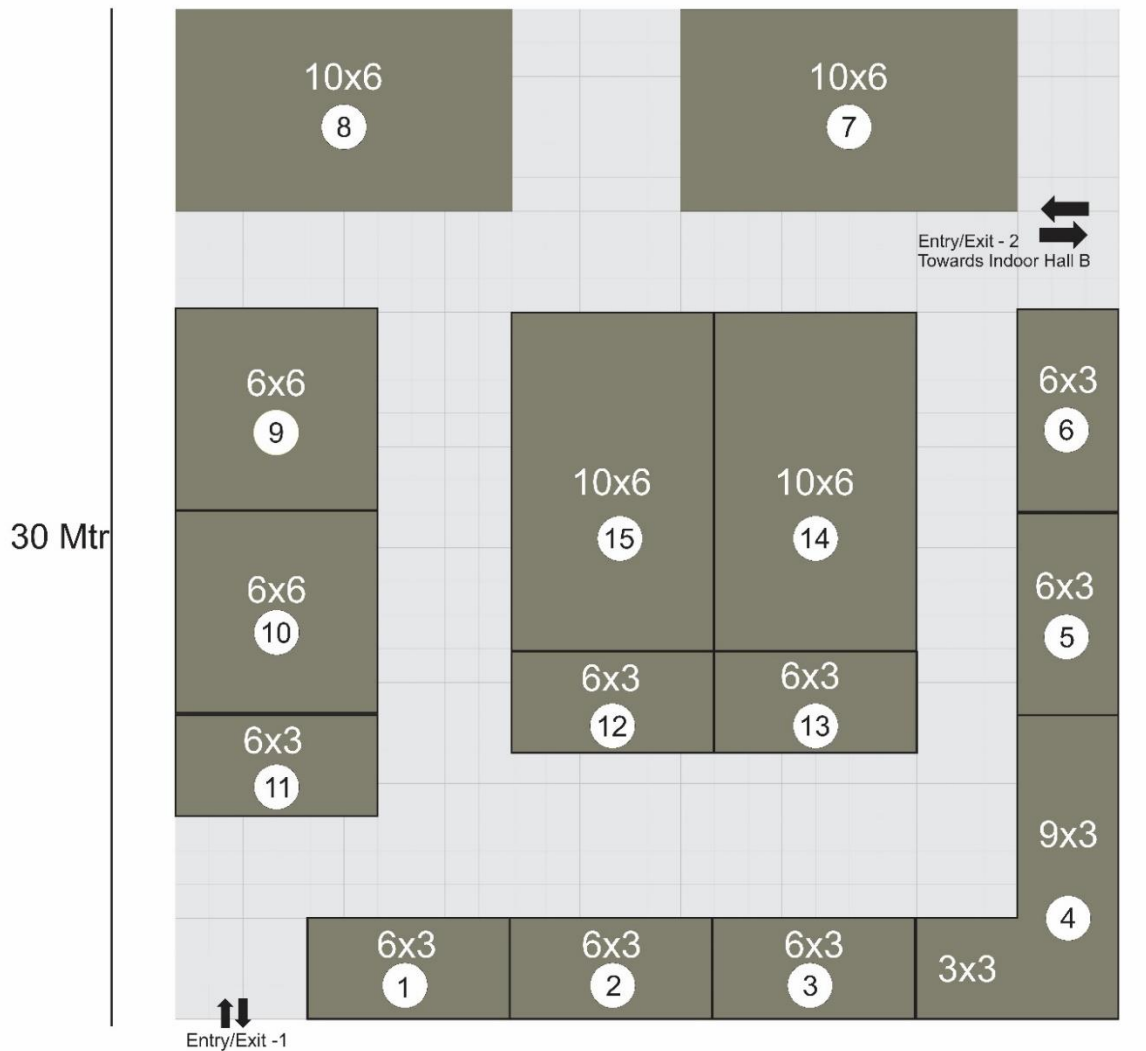 10x6
8
10x6
7
Entry/Exit - 2
Towards Indoor Hall B
6x6
9
10x6
15
10x6
14
6x3
6
30 Mtr
6x6
10
6x3
5
6x3
11
6x3
12
6x3
13
9x3
4
6x3
1
6x3
2
6x3
3
3x3
Entry/Exit -1